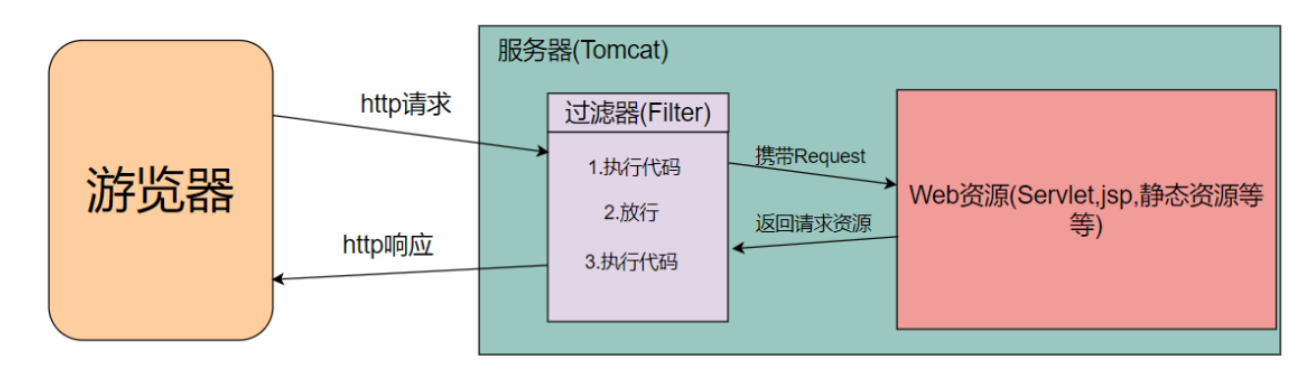 服务器(Tomcat)
http请求
过滤器(Filter)
游览器
1.执行代码
携带Request
Web资源(Servlet,jsp,静态资源等
等)
2.放行
返回请求资源
http响应
3.执行代码